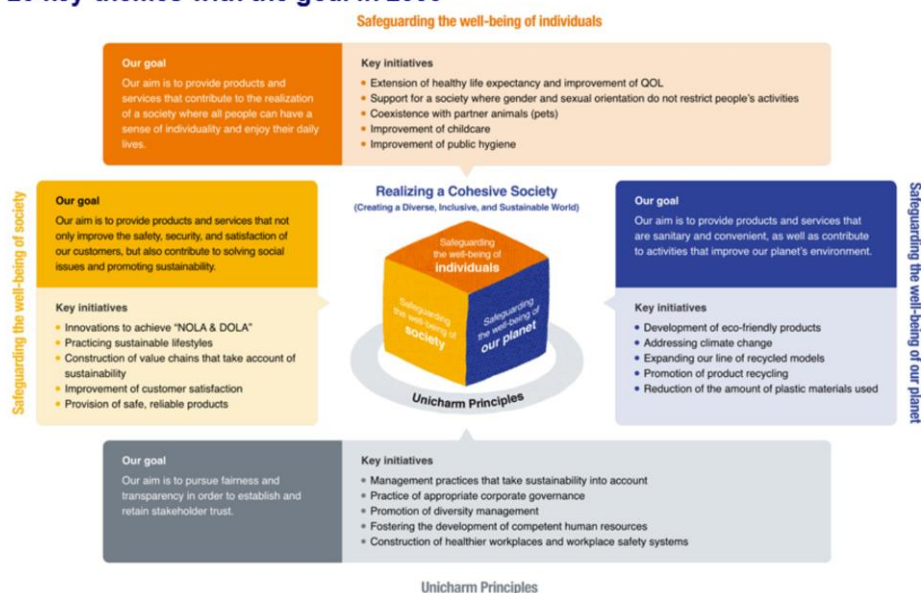 Safeguarding the well-being of individuals
Our goal
Our aim is to provide products and
services that contribute to the realization
of a society where all people can have a
sense of individuality and enjoy their daily
lives.
Key initiatives
• Extension of healthy life expectancy and improvement of QOL
• Support for a society where gender and sexual orientation do not restrict people's activities
• Coexistence with partner animals (pets)
• Improvement of childcare
• Improvement of public hygiene
Safeguarding the well-being of society
Our goal
Our aim is to provide products and services that not
only improve the safety, security, and satisfaction of
our customers, but also contribute to solving social
issues and promoting sustainability.
Key initiatives
• Innovations to achieve "NOLA & DOLA"
• Practicing sustainable lifestyles
• Construction of value chains that take account of
sustainability
• Improvement of customer satisfaction
• Provision of safe, reliable products
Realizing a Cohesive Society
(Creating a Diverse, Inclusive, and Sustainable World)
Safeguarding
the well-being of
individuals
Safeguarding
the well-being of
society
Safeguarding
the well-being of
our planet
Unicharm Principles
Our goal
Our aim is to provide products and services that
are sanitary and convenient, as well as contribute
to activities that improve our planet's environment.
Key initiatives
• Development of eco-friendly products
• Addressing climate change
• Expanding our line of recycled models
• Promotion of product recycling
• Reduction of the amount of plastic materials used
Safeguarding the well-being of our planet
Our goal
Our aim is to pursue fairness and
transparency in order to establish and
retain stakeholder trust.
Key initiatives
• Management practices that take sustainability into account
• Practice of appropriate corporate governance
• Promotion of diversity management
• Fostering the development of competent human resources
• Construction of healthier workplaces and workplace safety systems
Unicharm Principles